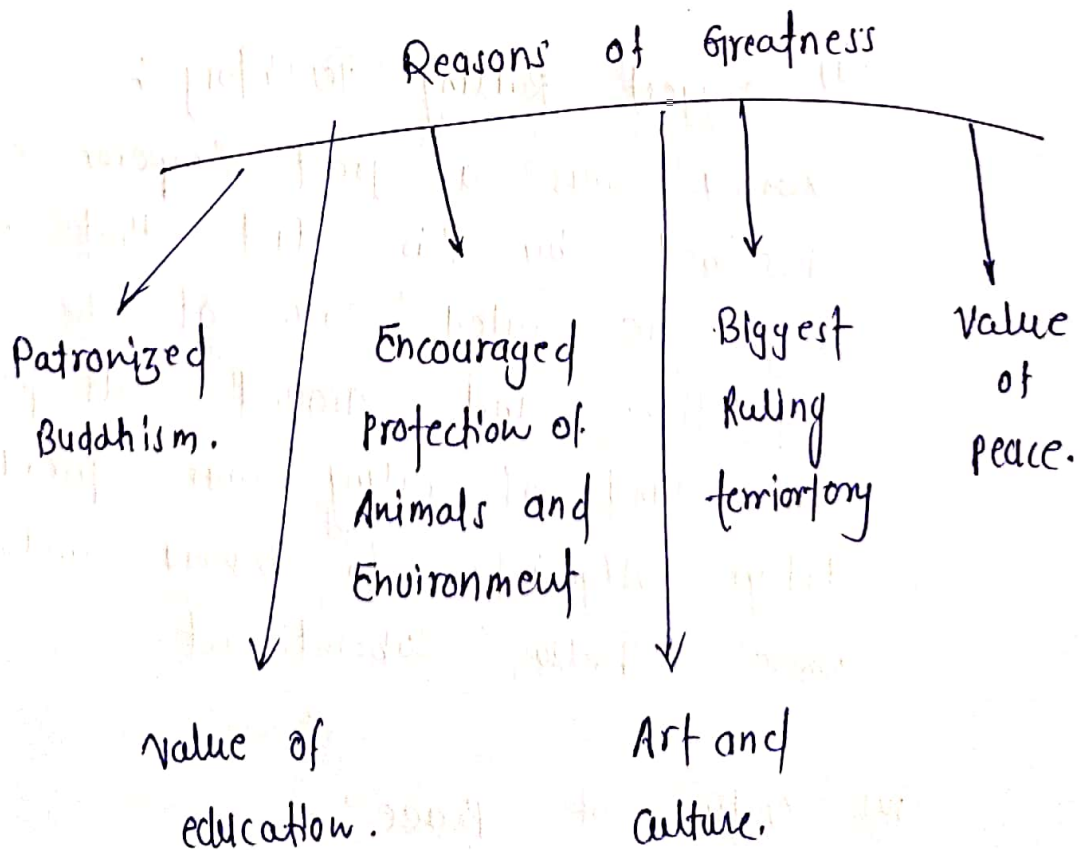 Reasons of Greatness
Patronized
Buddhism.
Encouraged
Protection of
Animals and
Environment
Biggest
Ruling
terriortory
Value
of
peace.
Value of
education.
Art and
culture.